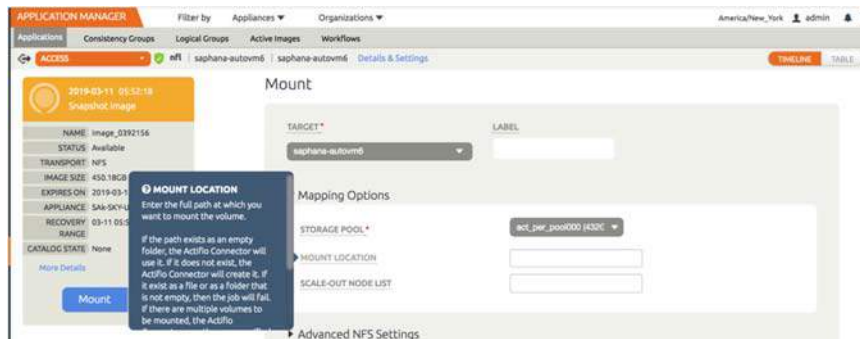 APPLICATION MANAGER Filter by Appliances ▼ Organizations ▼ America/New_York admin
Applications Consistency Groups Logical Groups Active Images Workflows
ACCESS nfl saphana-autovm6 saphana-autovm6 Details & Settings TIMELINE TABLE
2019-03-11 05:52:18
Snapshot Image
NAME Image_0392156
STATUS Available
TRANSPORT NFS
IMAGE SIZE 450.18GB
EXPIRES ON 2019-03-1
APPLIANCE SAk-SKY-U
RECOVERY RANGE 03-11 05:5
CATALOG STATE None
More Details
Mount
MOUNT LOCATION
Enter the full path at which you
want to mount the volume.
If the path exists as an empty
folder, the Actifio Connector will
use it. If it does not exist, the
Actifio Connector will create it. If
it exist as a file or as a folder that
is not empty, then the job will fail.
If there are multiple volumes to
be mounted, the Actifio
Mount
TARGET* LABEL
saphana-autovm6
Mapping Options
STORAGE POOL* act_per_pool000 (432C
MOUNT LOCATION
SCALE-OUT NODE LIST
Advanced NFS Settings